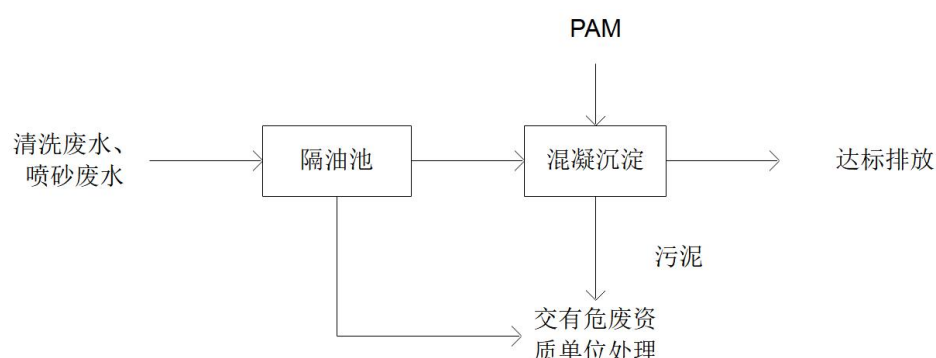 PAM
清洗废水、
喷砂废水
隔油池
混凝沉淀
达标排放
污泥
交有危废资
质单位处理